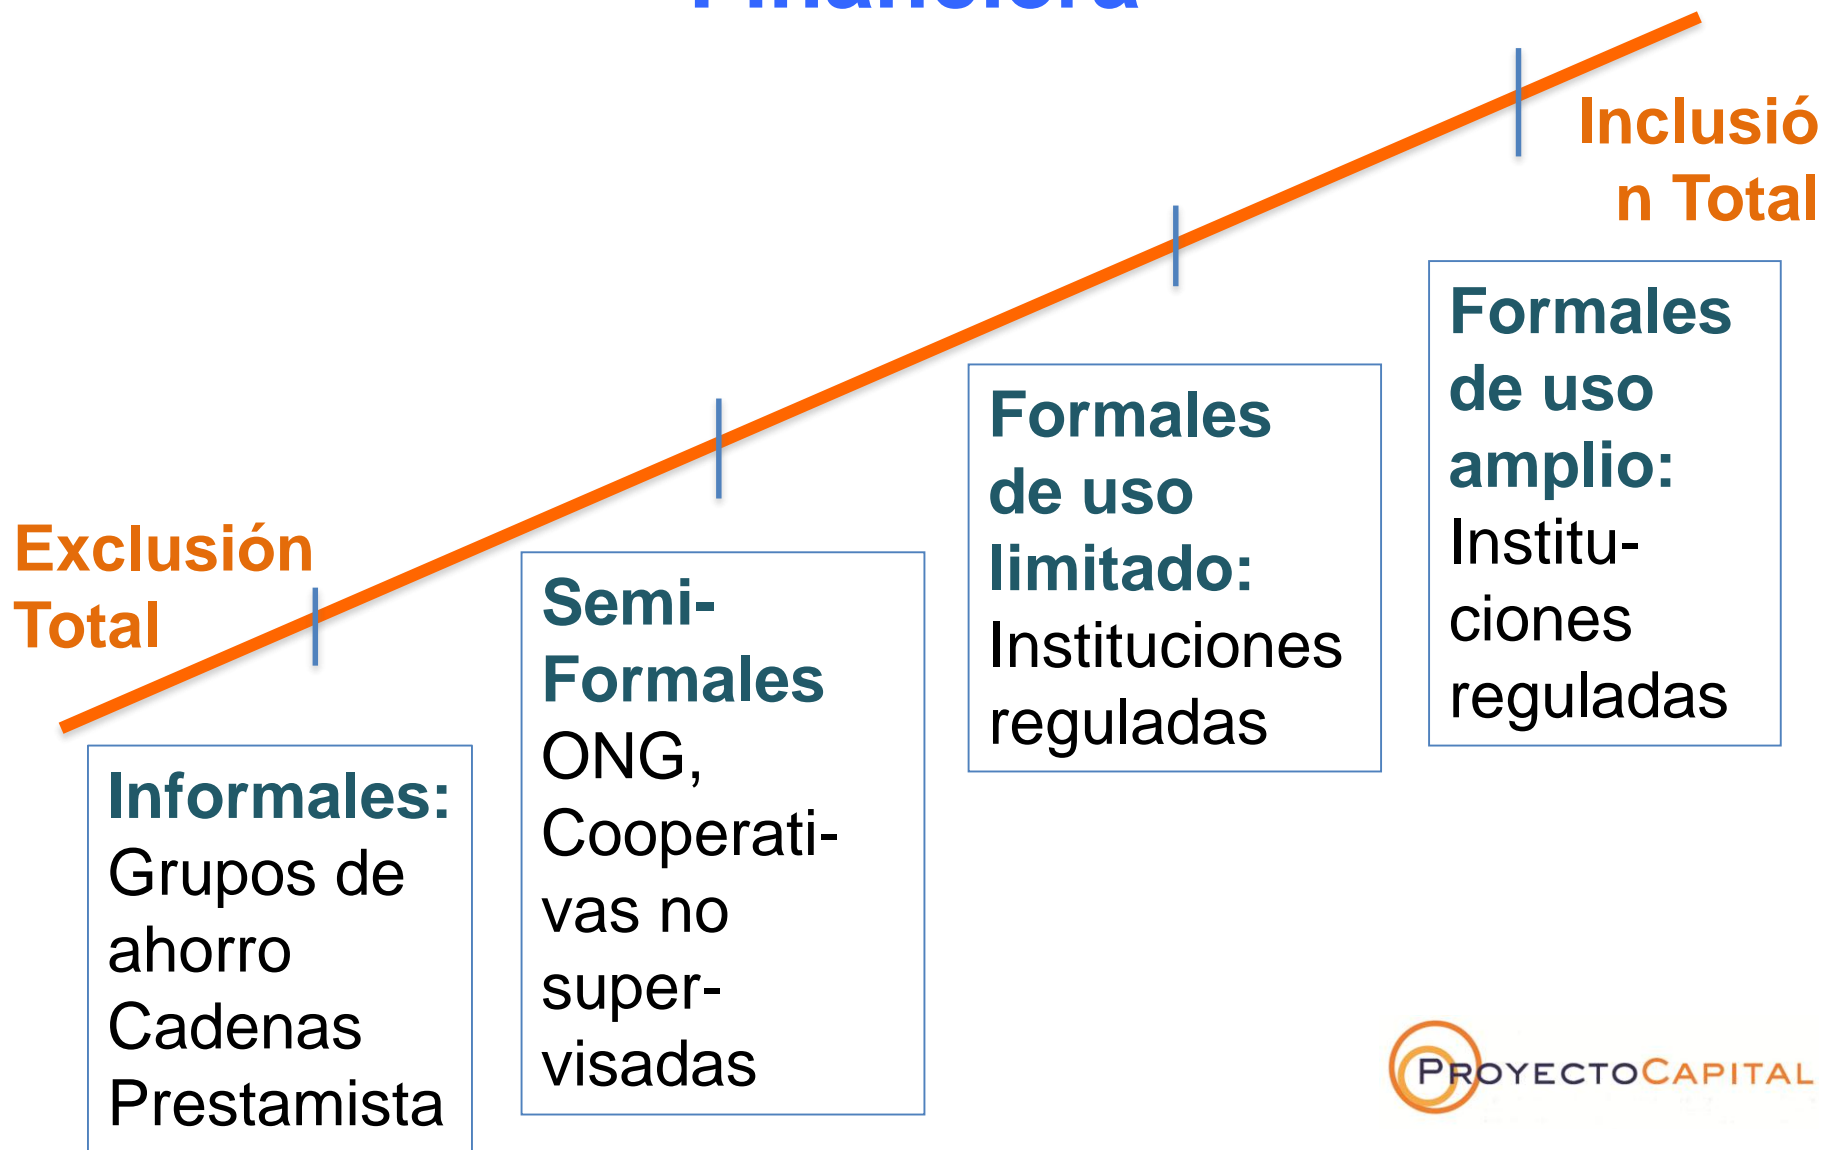 Financiera
Inclusió
n Total
Exclusión
Total
Informales:
Grupos de
ahorro
Cadenas
Prestamista
Semi-
Formales
ONG,
Cooperati-
vas no
super-
visadas
Formales
de uso
limitado:
Instituciones
reguladas
Formales
de uso
amplio:
Institu-
ciones
reguladas
PROYECTOCAPITAL